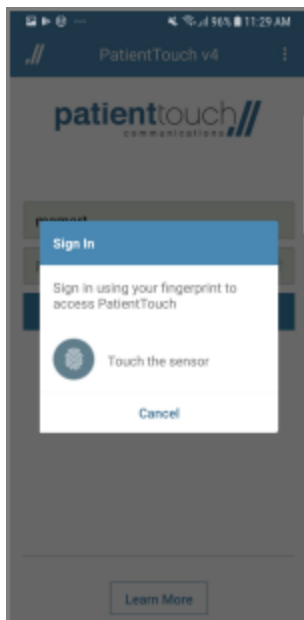 96% 11:29 AM
PatientTouch v4
patienttouch
communications
Sign In
Sign in using your fingerprint to
access PatientTouch
Touch the sensor
Cancel
Learn More